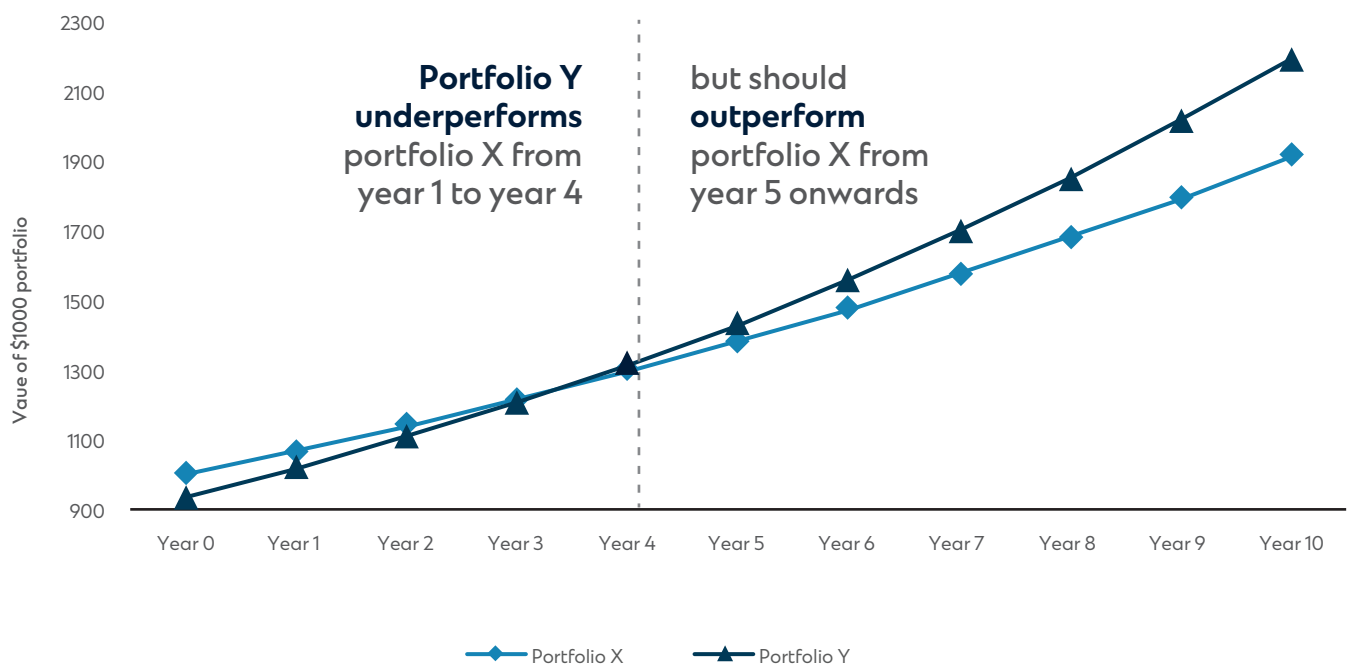 2300
2100
1900
1700
1500
1300
1100
900
Vaue of $1000 portfolio
Portfolio Y
underperforms
portfolio X from
year 1 to year 4
but should
outperform
portfolio X from
year 5 onwards
Year 0 Year 1 Year 2 Year 3 Year 4 Year 5 Year 6 Year 7 Year 8 Year 9 Year 10
Portfolio X Portfolio Y